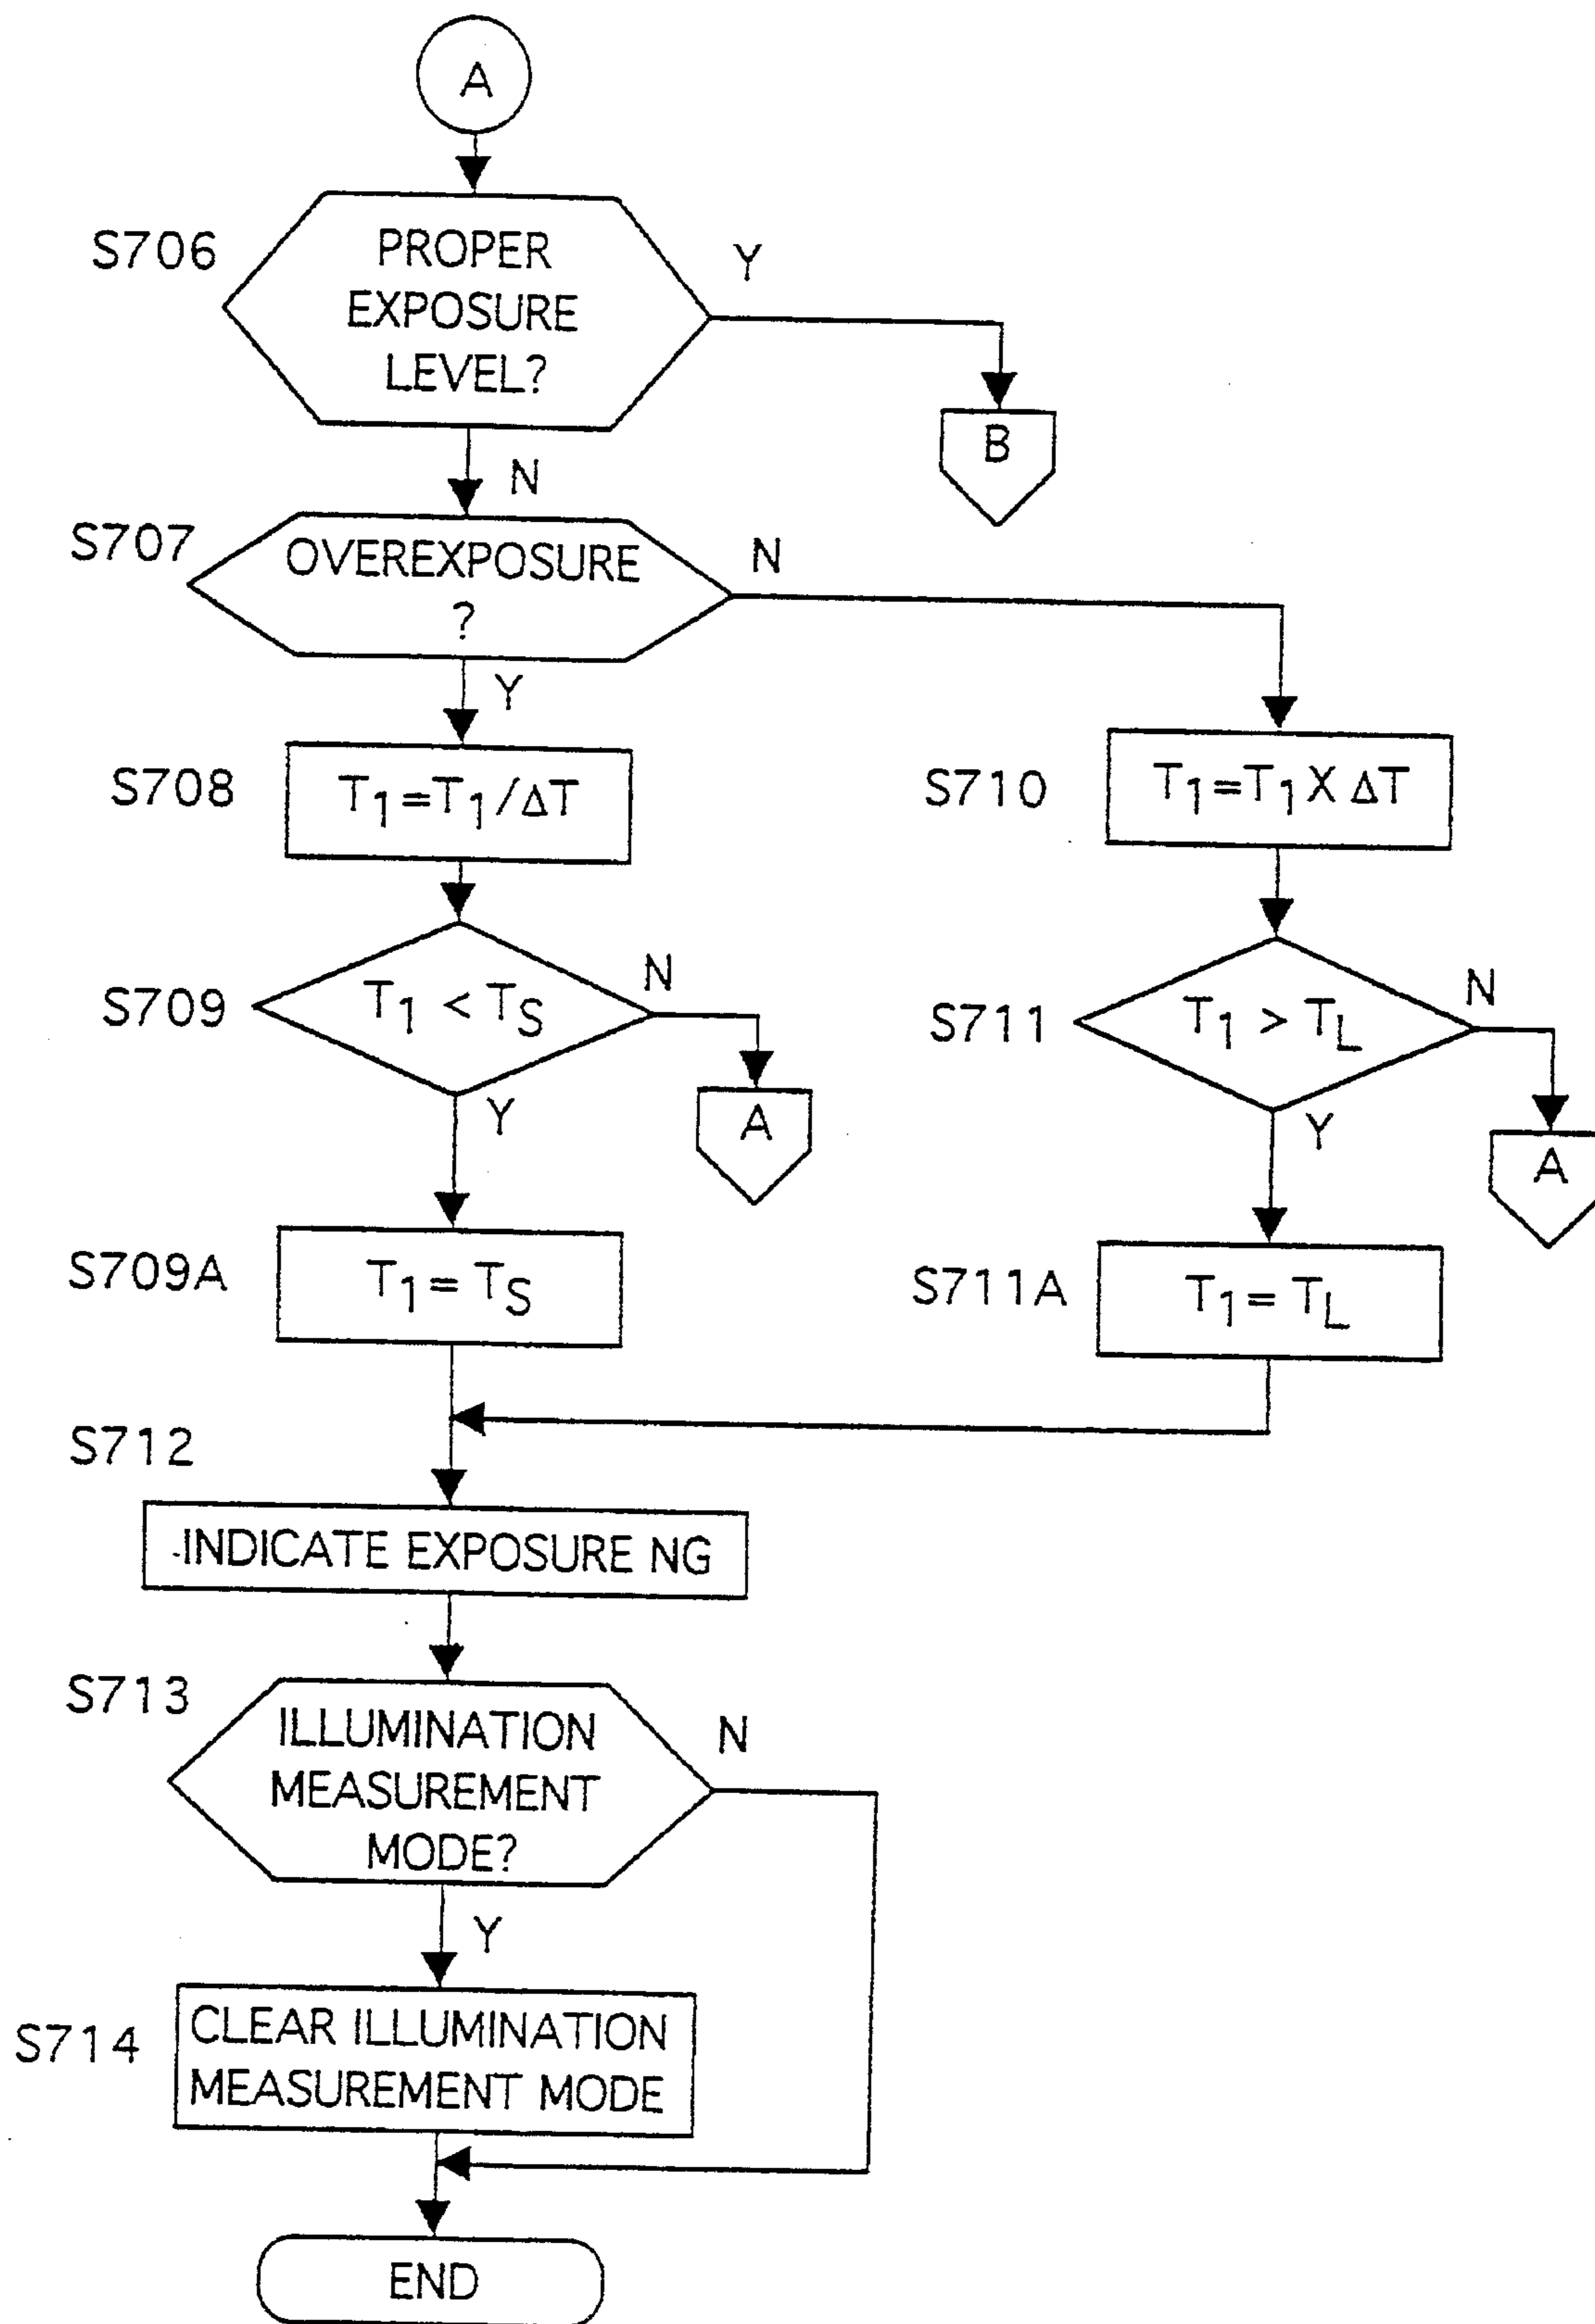 A
S706
PROPER
EXPOSURE
LEVEL?
Y
B
N
S707
OVEREXPOSURE
?
N
Y
S708
T1=T1/ΔT
S710
T1=T1 X ΔT
S709
T1 < TS
N
A
Y
S711
T1 > TL
N
A
Y
S709A
T1= TS
S711A
T1= TL
S712
INDICATE EXPOSURE NG
S713
ILLUMINATION
MEASUREMENT
MODE?
N
Y
S714
CLEAR ILLUMINATION
MEASUREMENT MODE
END